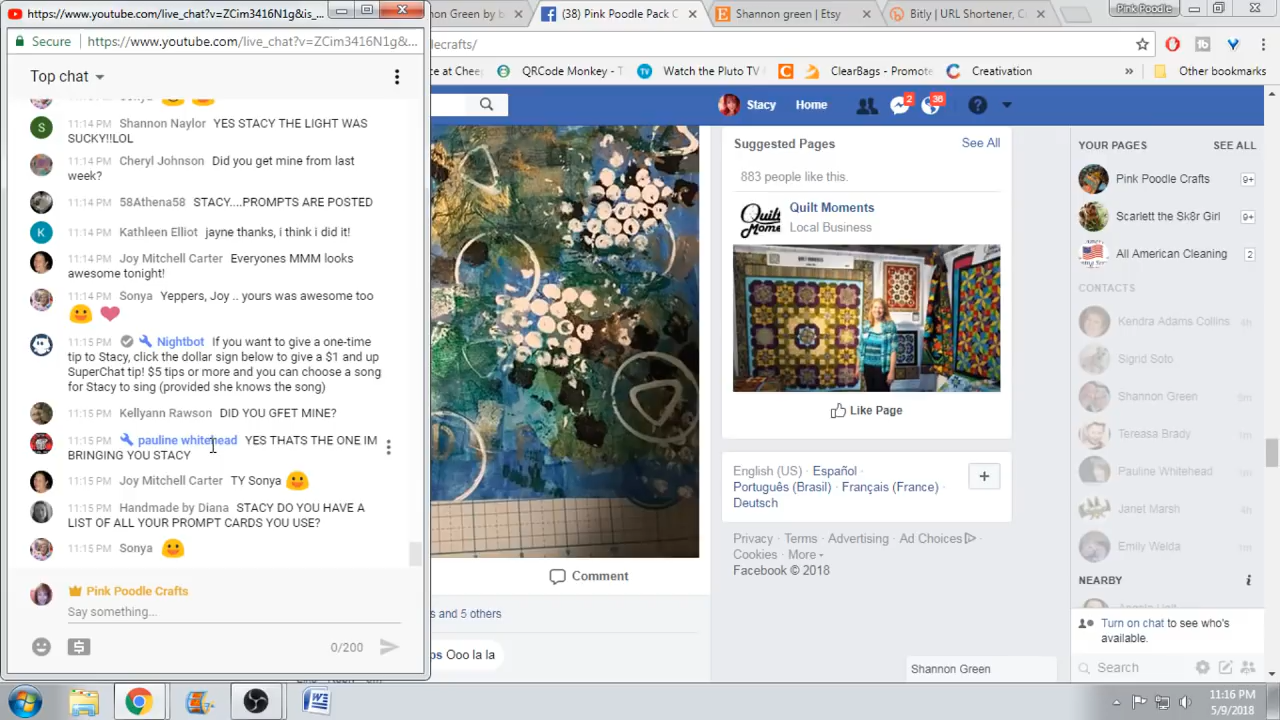 https://www.youtube.com/live_chat?v=ZCim3416N1g&is_...
Secure https://www.youtube.com/live_chat?v=ZCim3416N1g&...
Top chat
Sonya
11:14 PM Shannon Naylor YES STACY THE LIGHT WAS
SUCKY!!LOL
11:14 PM Cheryl Johnson Did you get mine from last
week?
11:14 PM 58Athena58 STACY....PROMPTS ARE POSTED
11:14 PM Kathleen Elliot jayne thanks, i think i did it!
11:14 PM Joy Mitchell Carter Everyones MMM looks
awesome tonight!
11:14 PM Sonya Yeppers, Joy .. yours was awesome too
11:15 PM Nightbot If you want to give a one-time
tip to Stacy, click the dollar sign below to give a $1 and up
SuperChat tip! $5 tips or more and you can choose a song
for Stacy to sing (provided she knows the song)
11:15 PM Kellyann Rawson DID YOU GFET MINE?
11:15 PM pauline whitehead YES THATS THE ONE IM
BRINGING YOU STACY
11:15 PM Joy Mitchell Carter TY Sonya
11:15 PM Handmade by Diana STACY DO YOU HAVE A
LIST OF ALL YOUR PROMPT CARDS YOU USE?
11:15 PM Sonya
Pink Poodle Crafts
Say something...
0/200
on Green by b
(38) Pink Poodle Pack O
Shannon green | Etsy
Bitly | URL Shortener, C
Pink Poodle
lecrafts/
e at Chee
QRCode Monkey - T
Watch the Pluto TV
ClearBags - Promote
Creativation
»
Other bookmarks
Stacy Home
2
36
Suggested Pages See All
883 people like this.
Quilt Moments
Local Business
Like Page
English (US) · Español ·
Português (Brasil) · Français (France) ·
Deutsch
Privacy · Terms · Advertising · Ad Choices ·
Cookies · More
Facebook © 2018
Comment
s and 5 others
ps Ooo la la
Shannon Green
YOUR PAGES SEE ALL
Pink Poodle Crafts 9+
Scarlett the Sk8r Girl 9+
All American Cleaning 2
CONTACTS
Kendra Adams Collins
Sigrid Soto
Shannon Green
Teresa Brady
Pauline Whitehead
Janet Marsh
Emily Welda
NEARBY
Turn on chat to see who's
available.
Search
11:16 PM
5/9/2018